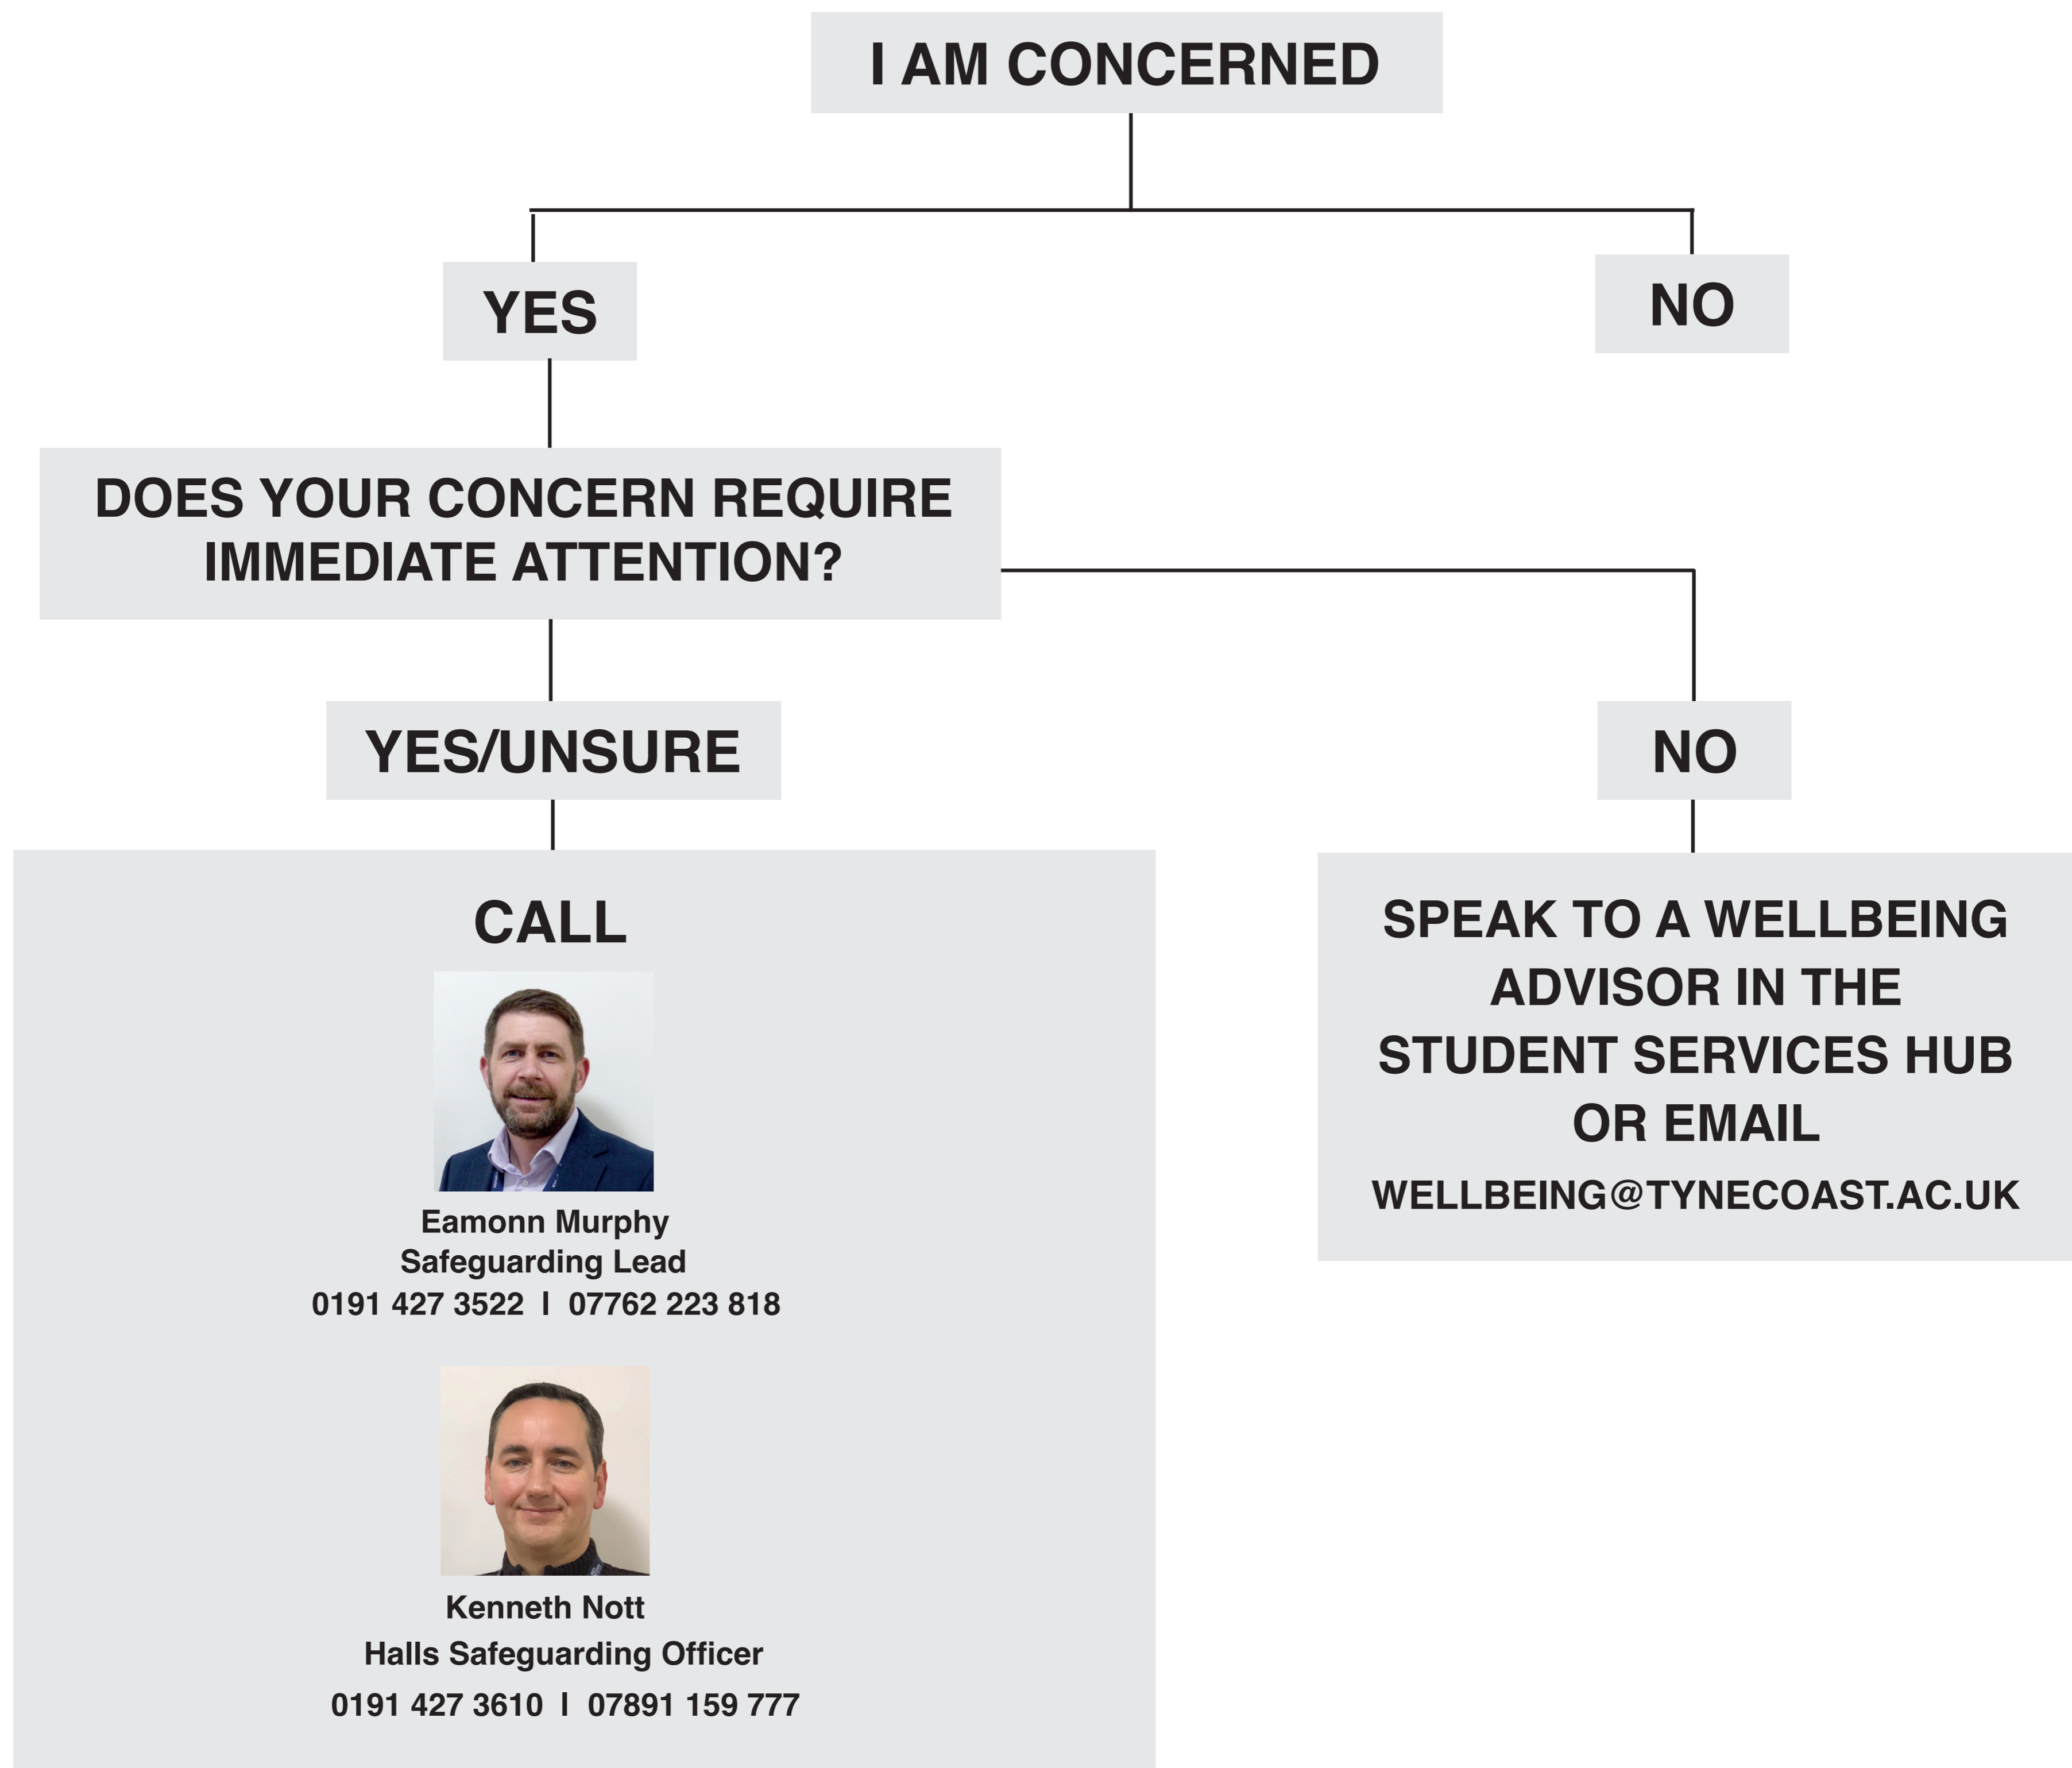 I AM CONCERNED
YES
NO
DOES YOUR CONCERN REQUIRE
IMMEDIATE ATTENTION?
YES/UNSURE
NO
CALL
Eamonn Murphy
Safeguarding Lead
0191 427 3522 | 07762 223 818
Kenneth Nott
Halls Safeguarding Officer
0191 427 3610 | 07891 159 777
SPEAK TO A WELLBEING
ADVISOR IN THE
STUDENT SERVICES HUB
OR EMAIL
WELLBEING@TYNECOAST.AC.UK